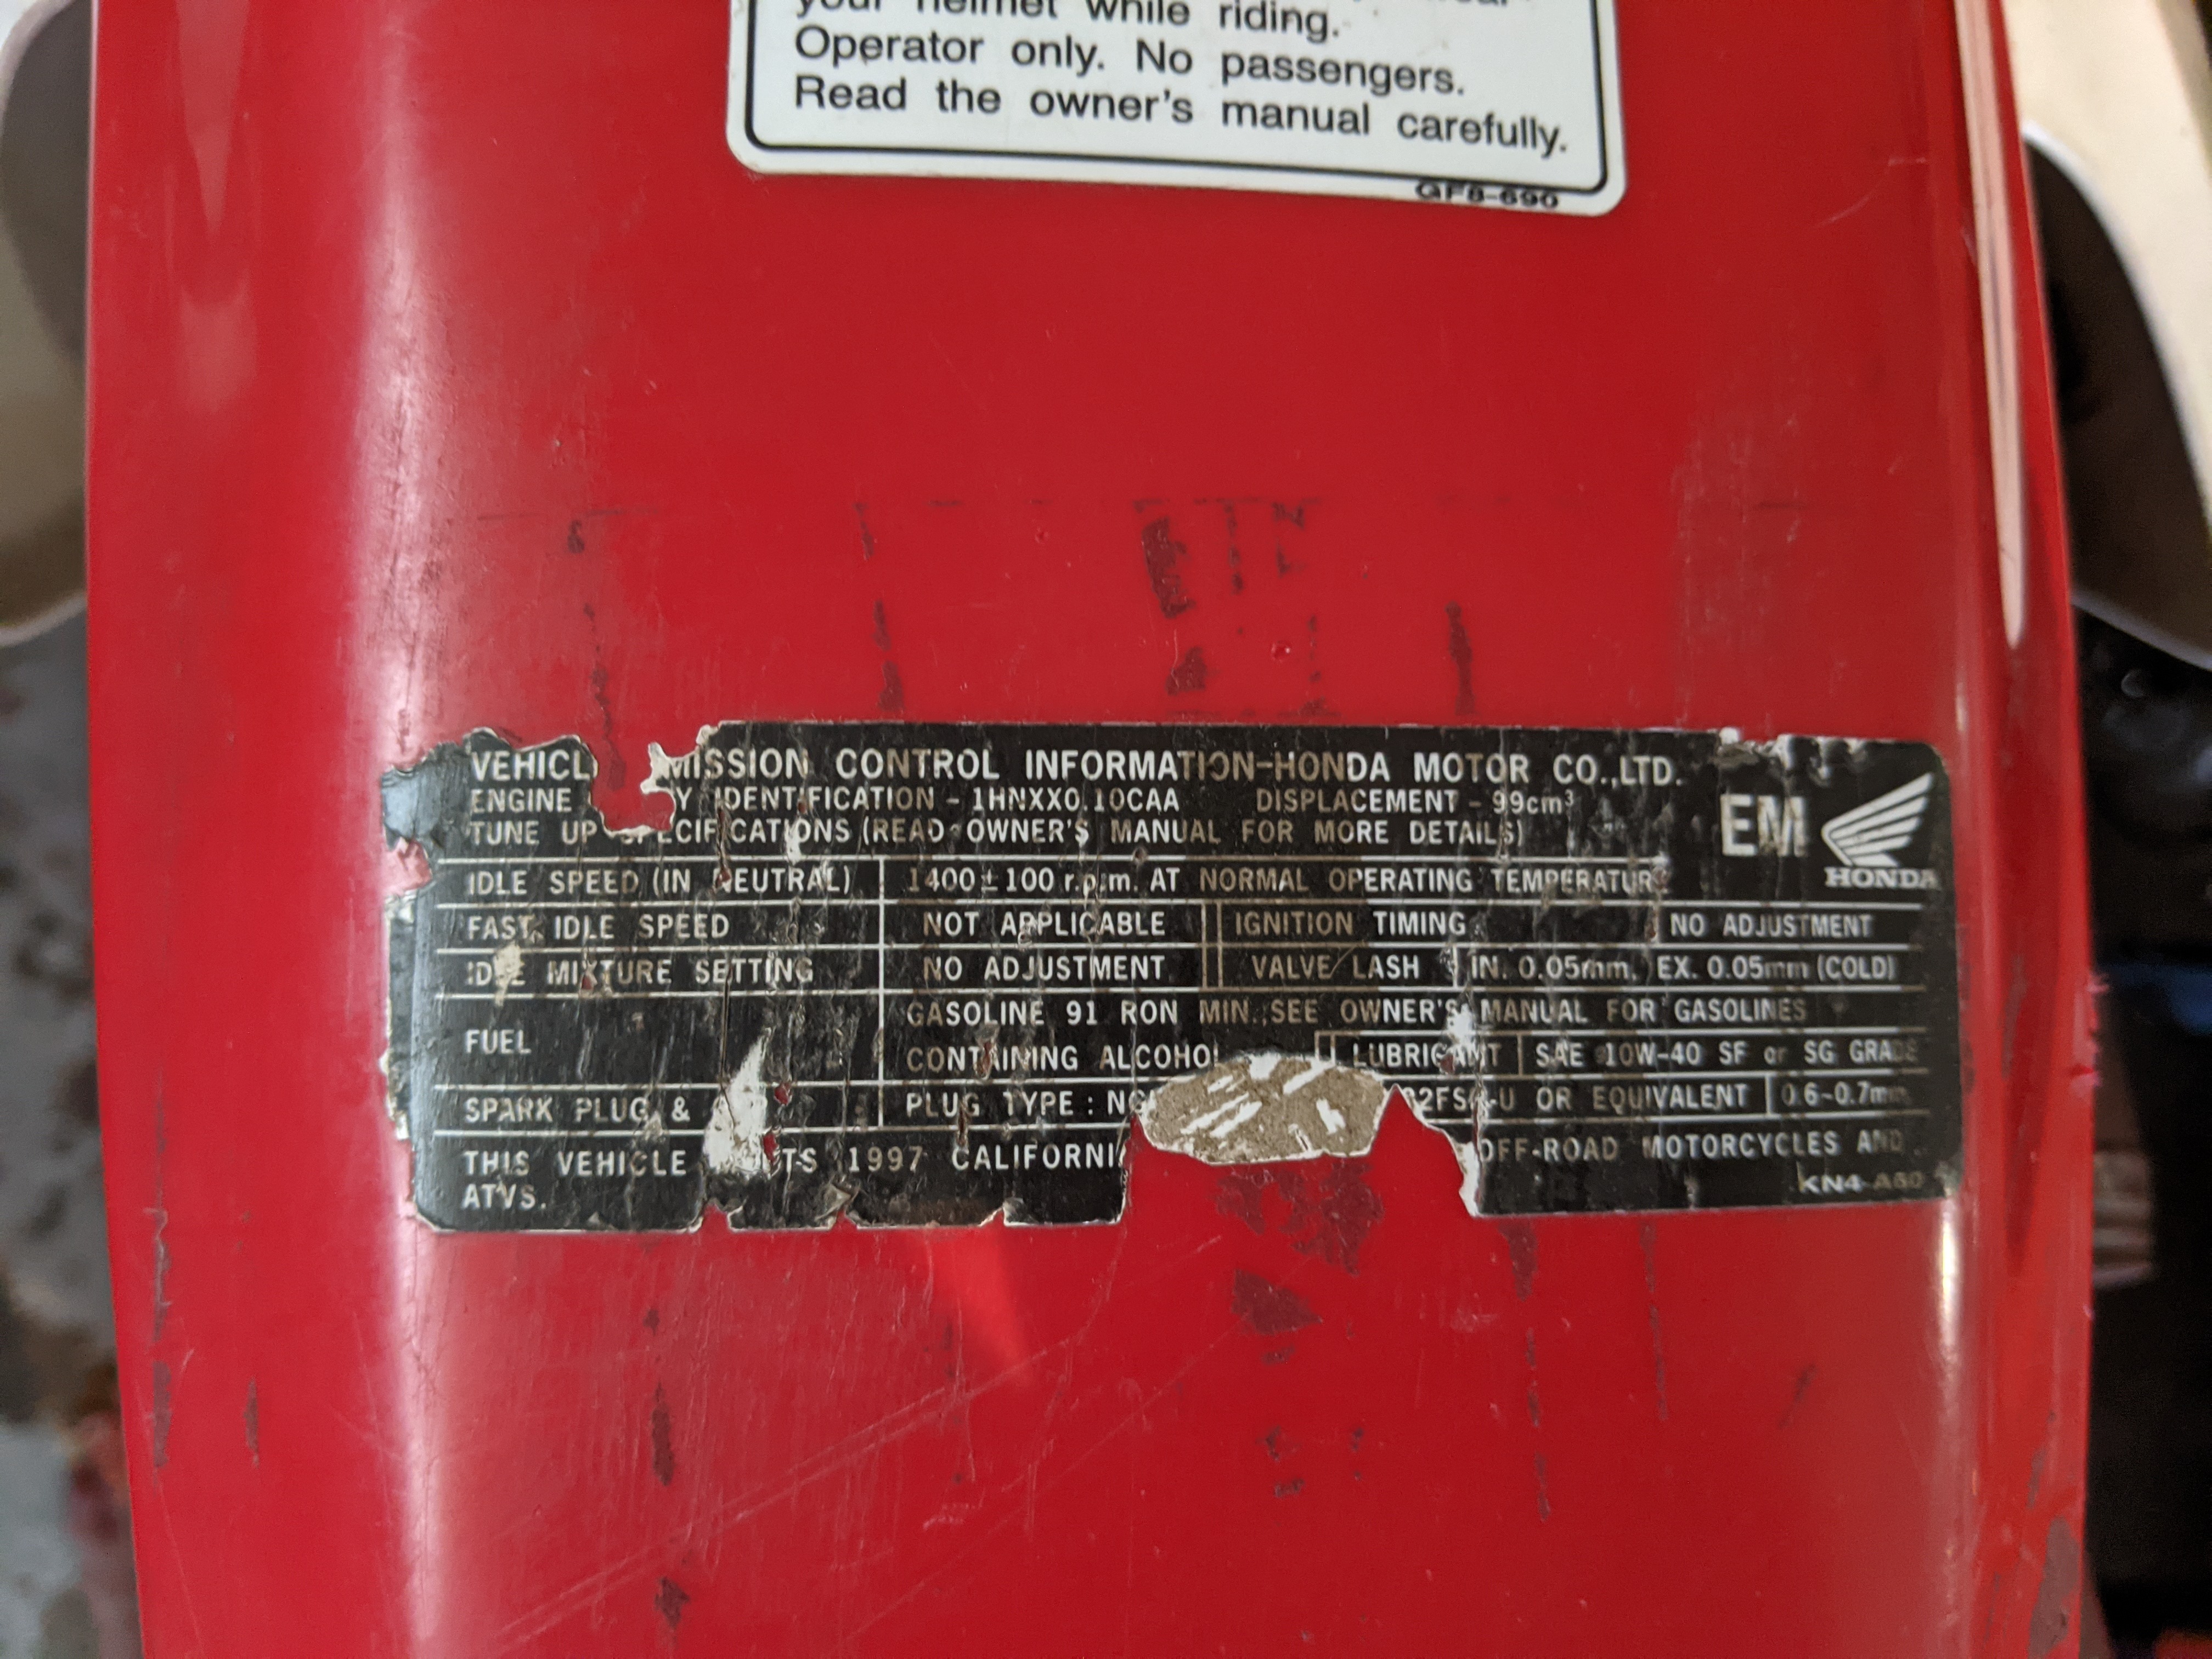 your helmet while riding.
Operator only. No passengers.
Read the owner's manual carefully.
GF8-690
CONTROL INFORMATION-HONDA MOTOR CO.,LTD.
ENGINE IDENTIFICATION - 1HNXX0.10CAA DISPLACEMENT - 99cm³
TUNE UP (READ OWNER'S MANUAL FOR MORE DETAILS)
EM
HONDA
IDLE SPEED (IN NEUTRAL) 1400±100 r.p.m. AT NORMAL OPERATING TEMPERATURE
FAST IDLE SPEED NOT APPLICABLE IGNITION TIMING NO ADJUSTMENT
IDLE MIXTURE SETTING NO ADJUSTMENT VALVE LASH IN. 0.05mm, EX. 0.05mm (COLD)
FUEL GASOLINE 91 RON MIN., SEE OWNER'S MANUAL FOR GASOLINES
CONTAINING ALCOHOL LUBRICANT SAE 10W-40 SF or SG GRADE
SPARK PLUG & PLUG TYPE : OR EQUIVALENT 0.6-0.7mm
THIS VEHICLE 1997 OFF-ROAD MOTORCYCLES AND
ATVS. KN4-A60